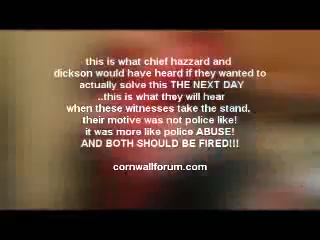 this is what chief hazzard and
dickson would have heard if they wanted to
actually solve this THE NEXT DAY
..this is what they will hear
when these witnesses take the stand.
their motive was not police like!
it was more like police ABUSE!
AND BOTH SHOULD BE FIRED!!!
cornwallforum.com